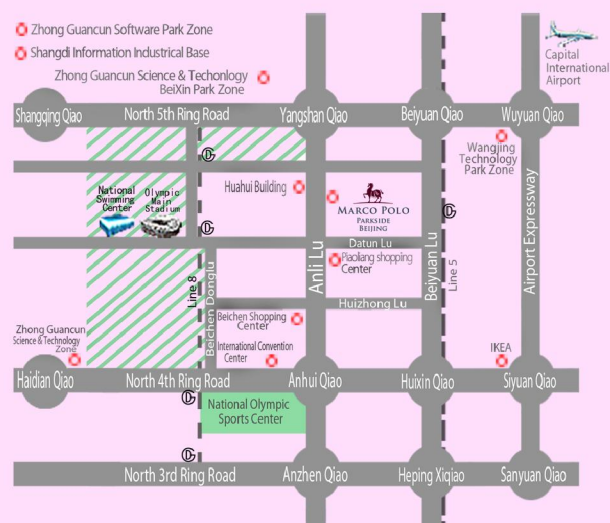 Zhong Guancun Software Park Zone
Shangdi Information Industrical Base
Zhong Guancun Science & Techonlogy
BeiXin Park Zone
Capital
International
Airport
Shangqing Qiao
North 5th Ring Road
Yangshan Qiao
Beiyuan Qiao
Wuyuan Qiao
Wangjing
Technology
Park Zone
National
Swimming
Center
Olympic
Main
Stadium
Huahui Building
MARCO POLO
PARKSIDE
BEIJING
Datun Lu
Piaoliang shopping
Center
Anli Lu
Beiyuan Lu
Line 5
Airport Expressway
Line 8
Beichen Donglu
Huizhong Lu
Beichen Shopping
Center
International Convention
Center
Zhong Guancun
Science & Technology
Zone
IKEA
Haidian Qiao
North 4th Ring Road
Anhui Qiao
Huixin Qiao
Siyuan Qiao
National Olympic
Sports Center
North 3rd Ring Road
Anzhen Qiao
Heping Xiqiao
Sanyuan Qiao